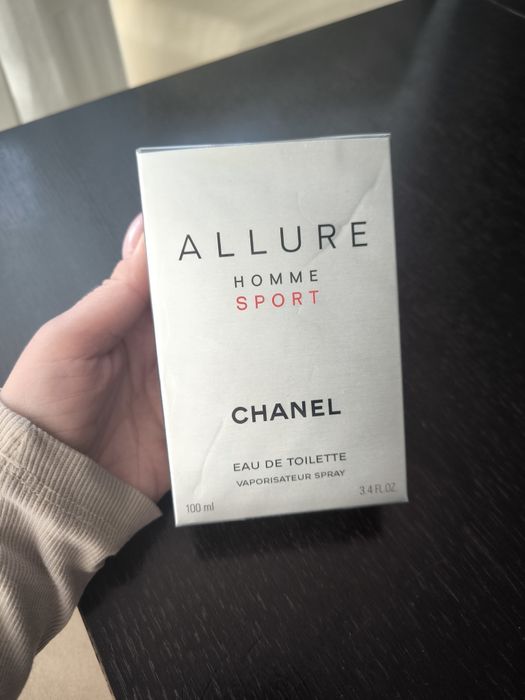 ALLURE
HOMME
SPORT
CHANEL
EAU DE TOILETTE
VAPORISATEUR SPRAY
100 ml
3.4 FL.OZ